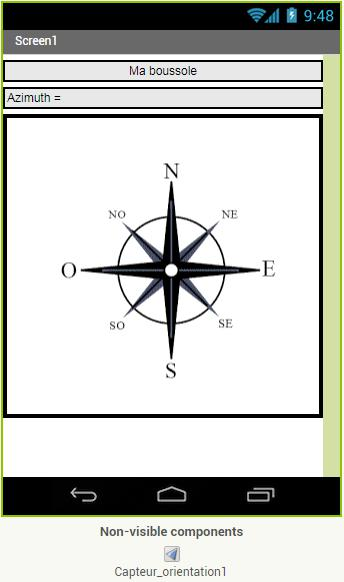 9:48
Screen1
Ma boussole
Azimuth =
N
NO
NE
O
E
SO
SE
S
Non-visible components
Capteur_orientation1